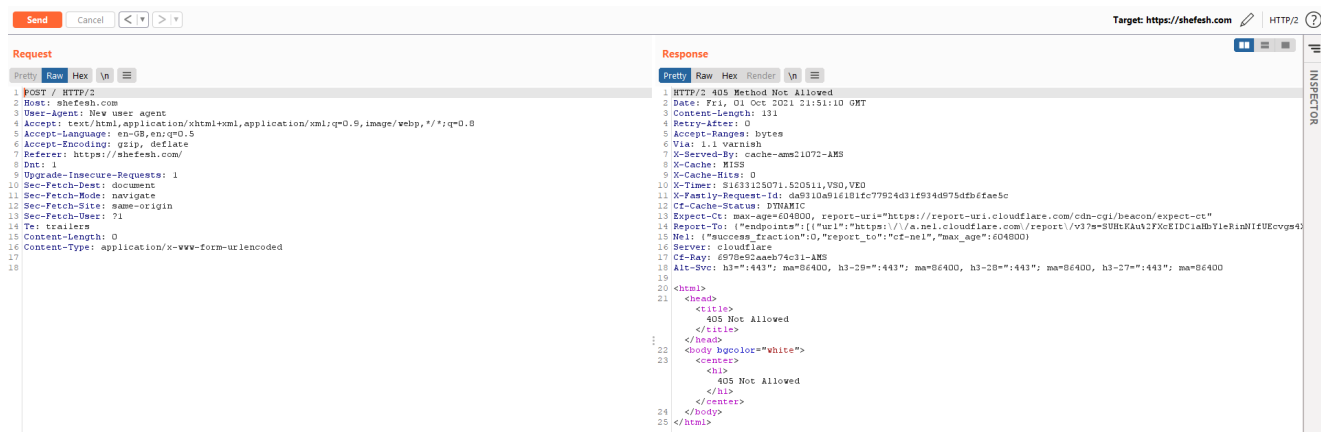 Send Cancel < > Target: https://shefesh.com HTTP/2 ?
Request
Pretty Raw Hex \n
1 POST / HTTP/2
2 Host: shefesh.com
3 User-Agent: New user agent
4 Accept: text/html,application/xhtml+xml,application/xml;q=0.9,image/webp,*/*;q=0.8
5 Accept-Language: en-GB,en;q=0.5
6 Accept-Encoding: gzip, deflate
7 Referer: https://shefesh.com/
8 Dnt: 1
9 Upgrade-Insecure-Requests: 1
10 Sec-Fetch-Dest: document
11 Sec-Fetch-Mode: navigate
12 Sec-Fetch-Site: same-origin
13 Sec-Fetch-User: ?1
14 Te: trailers
15 Content-Length: 0
16 Content-Type: application/x-www-form-urlencoded
17
18
Response
Pretty Raw Hex Render \n
INSPECTOR
1 HTTP/2 405 Method Not Allowed
2 Date: Fri, 01 Oct 2021 21:51:10 GMT
3 Content-Length: 131
4 Retry-After: 0
5 Accept-Ranges: bytes
6 Via: 1.1 varnish
7 X-Served-By: cache-ams21072-AMS
8 X-Cache: MISS
9 X-Cache-Hits: 0
10 X-Timer: S1633125071.520511,VS0,VE0
11 X-Fastly-Request-Id: da9310a916181fc77924d31f934d975dfb6fae5c
12 Cf-Cache-Status: DYNAMIC
13 Expect-Ct: max-age=604800, report-uri="https://report-uri.cloudflare.com/cdn-cgi/beacon/expect-ct"
14 Report-To: {"endpoints":[{"url":"https:\/\/a.nel.cloudflare.com\/report\/v3?s=
15 Nel: {"success_fraction":0,"report_to":"cf-nel","max_age":604800}
16 Server: cloudflare
17 Cf-Ray: 6978e92aaeb74c31-AMS
18 Alt-Svc: h3=":443"; ma=86400, h3-29=":443"; ma=86400, h3-28=":443"; ma=86400, h3-27=":443"; ma=86400
19
20 <html>
21 <head>
<title>
405 Not Allowed
</title>
</head>
22 <body bgcolor="white">
23 <center>
<h1>
405 Not Allowed
</h1>
</center>
24 </body>
25 </html>